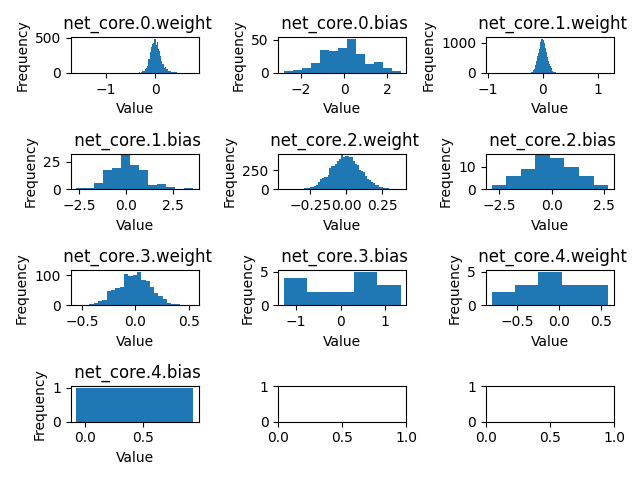 net_core.0.weight
net_core.0.bias
net_core.1.weight
Frequency
500
0
−1
0
Value
Frequency
50
0
−2
0
2
Value
Frequency
1000
0
−1
0
1
Value
net_core.1.bias
net_core.2.weight
net_core.2.bias
Frequency
25
0
−2.5
0.0
2.5
Value
Frequency
250
0
−0.25
0.00
0.25
Value
Frequency
10
0
−2.5
0.0
2.5
Value
net_core.3.weight
net_core.3.bias
net_core.4.weight
Frequency
100
0
−0.5
0.0
0.5
Value
Frequency
5
0
−1
0
1
Value
Frequency
5
0
−0.5
0.0
0.5
Value
net_core.4.bias
Frequency
1
0
0.0
0.5
Value
1
0
0.0
0.5
1.0
1
0
0.0
0.5
1.0